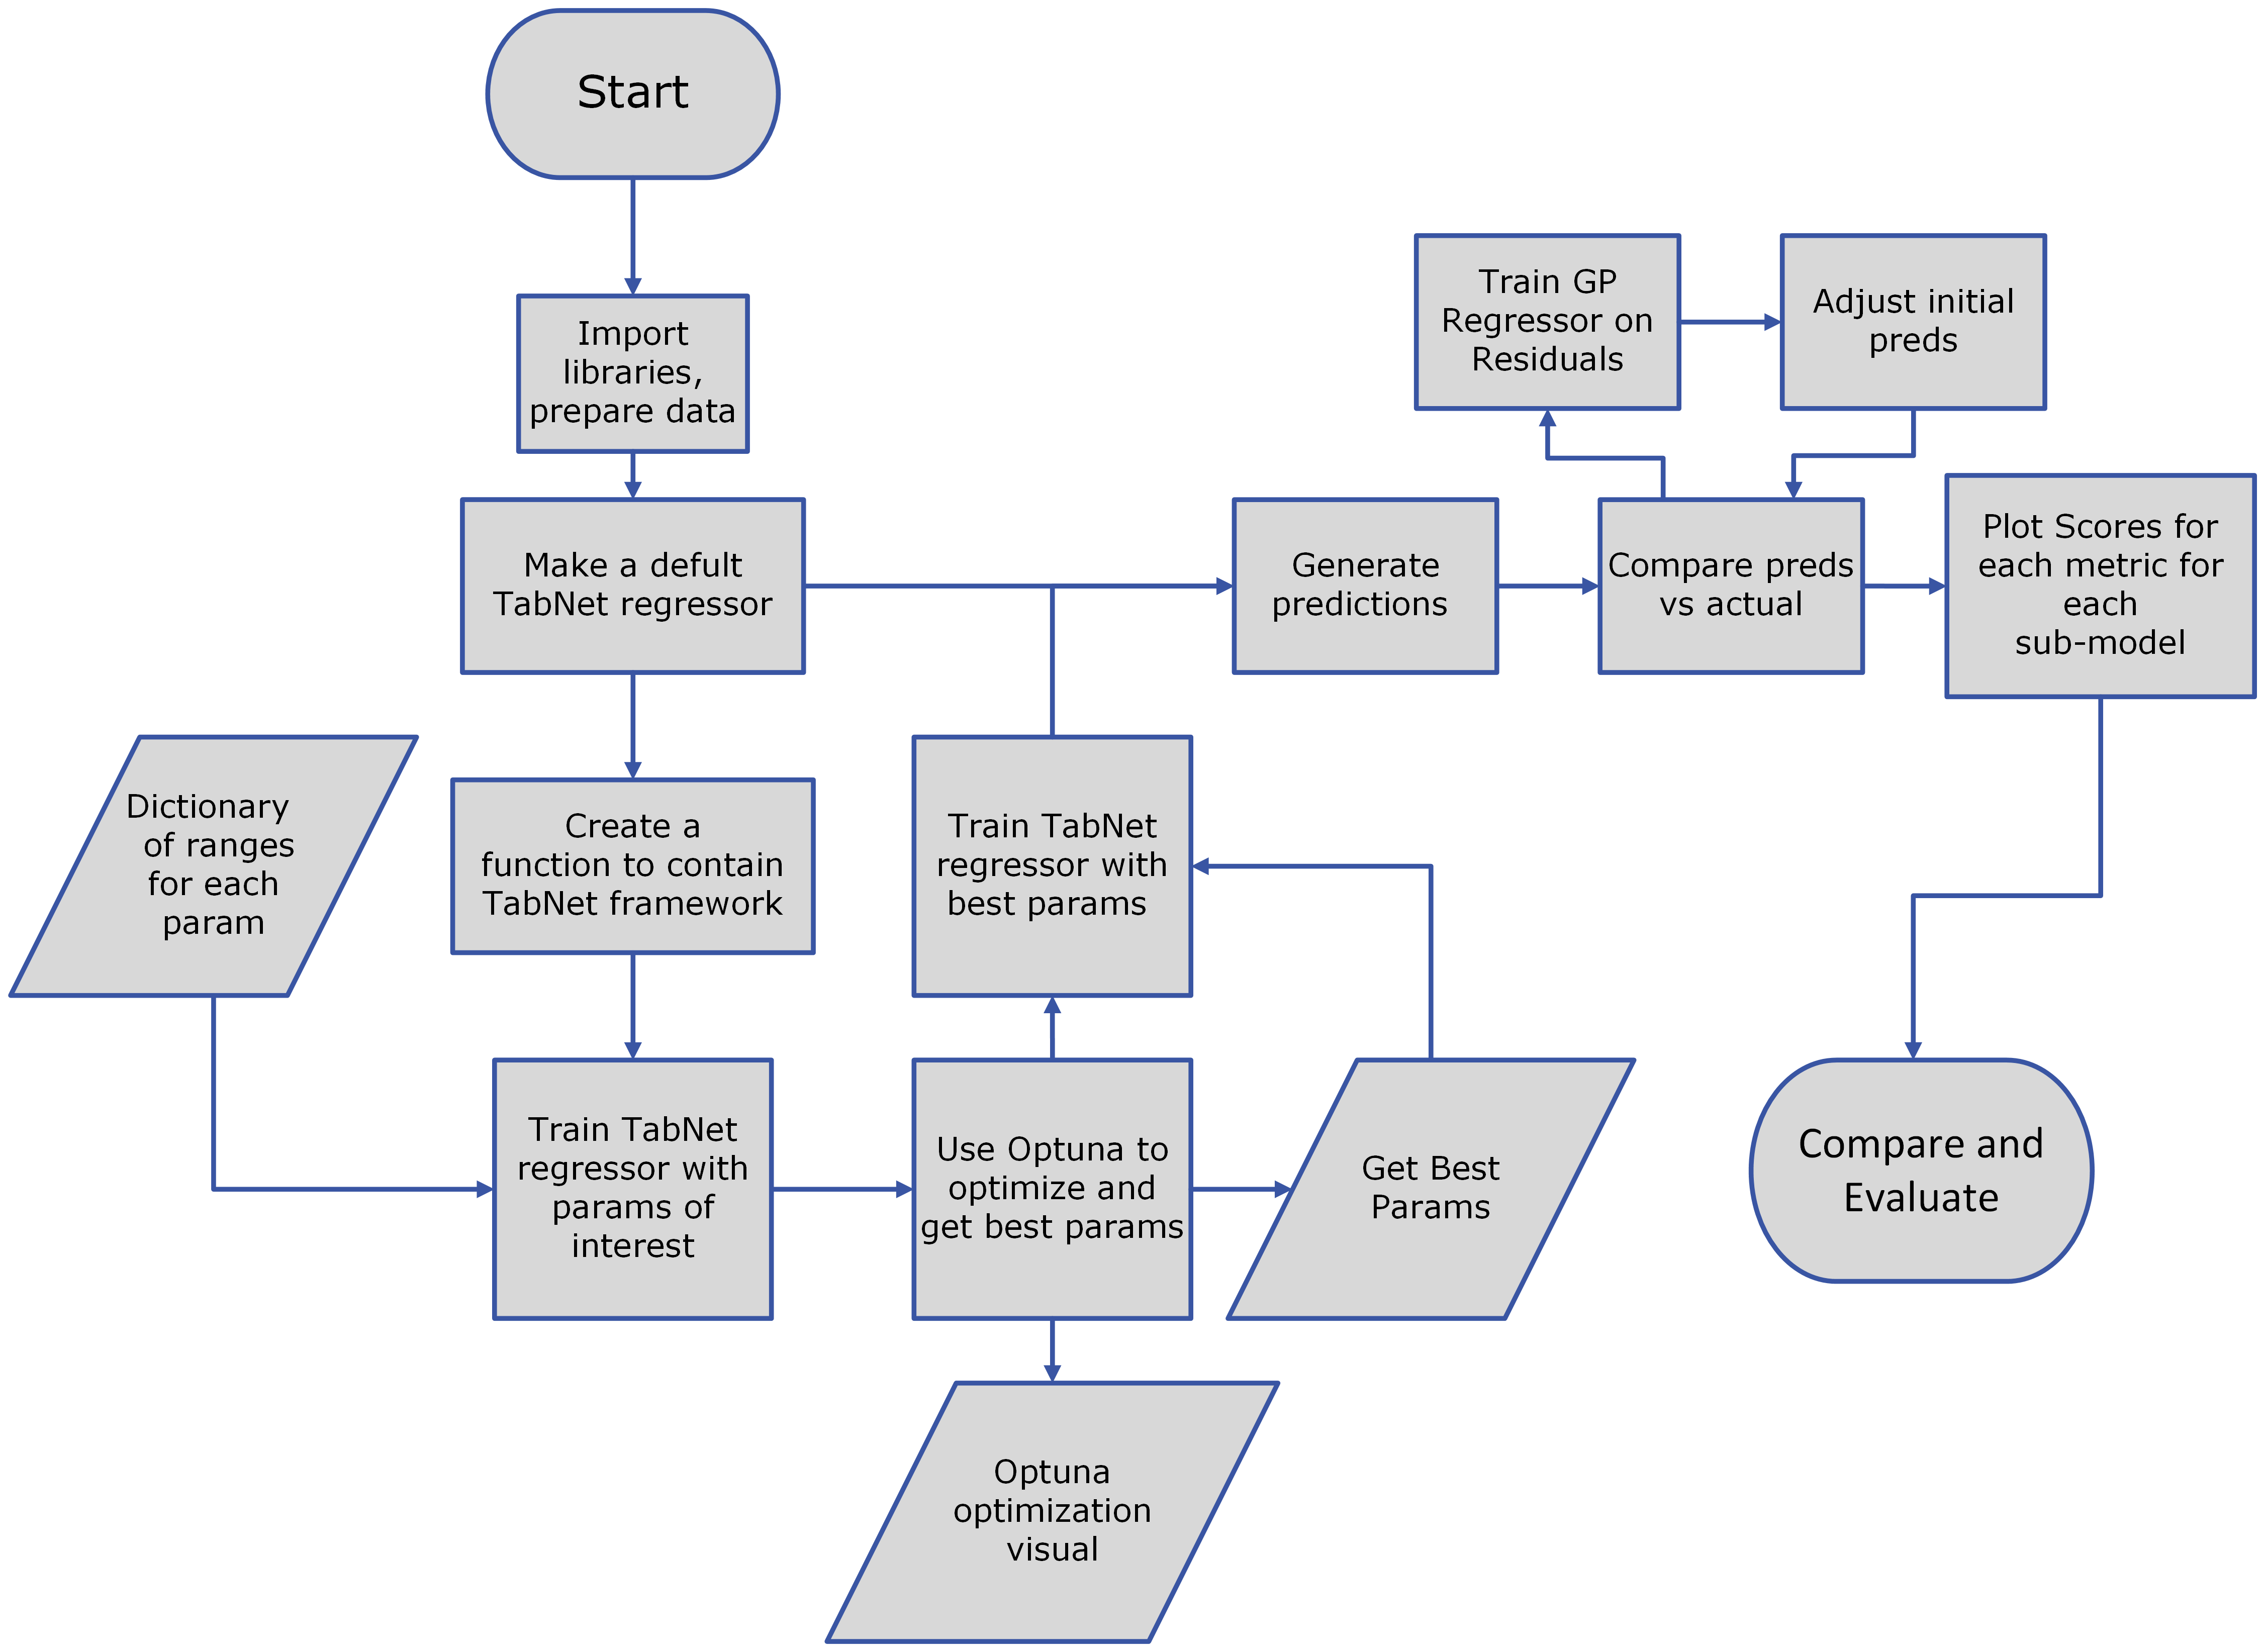 Start
Import
libraries,
prepare data
Train GP
Regressor on
Residuals
Adjust initial
preds
Make a defult
TabNet regressor
Generate
predictions
Compare preds
vs actual
Plot Scores for
each metric for
each
sub-model
Dictionary
of ranges
for each
param
Create a
function to contain
TabNet framework
Train TabNet
regressor with
best params
Train TabNet
regressor with
params of
interest
Use Optuna to
optimize and
get best params
Get Best
Params
Compare and
Evaluate
Optuna
optimization
visual